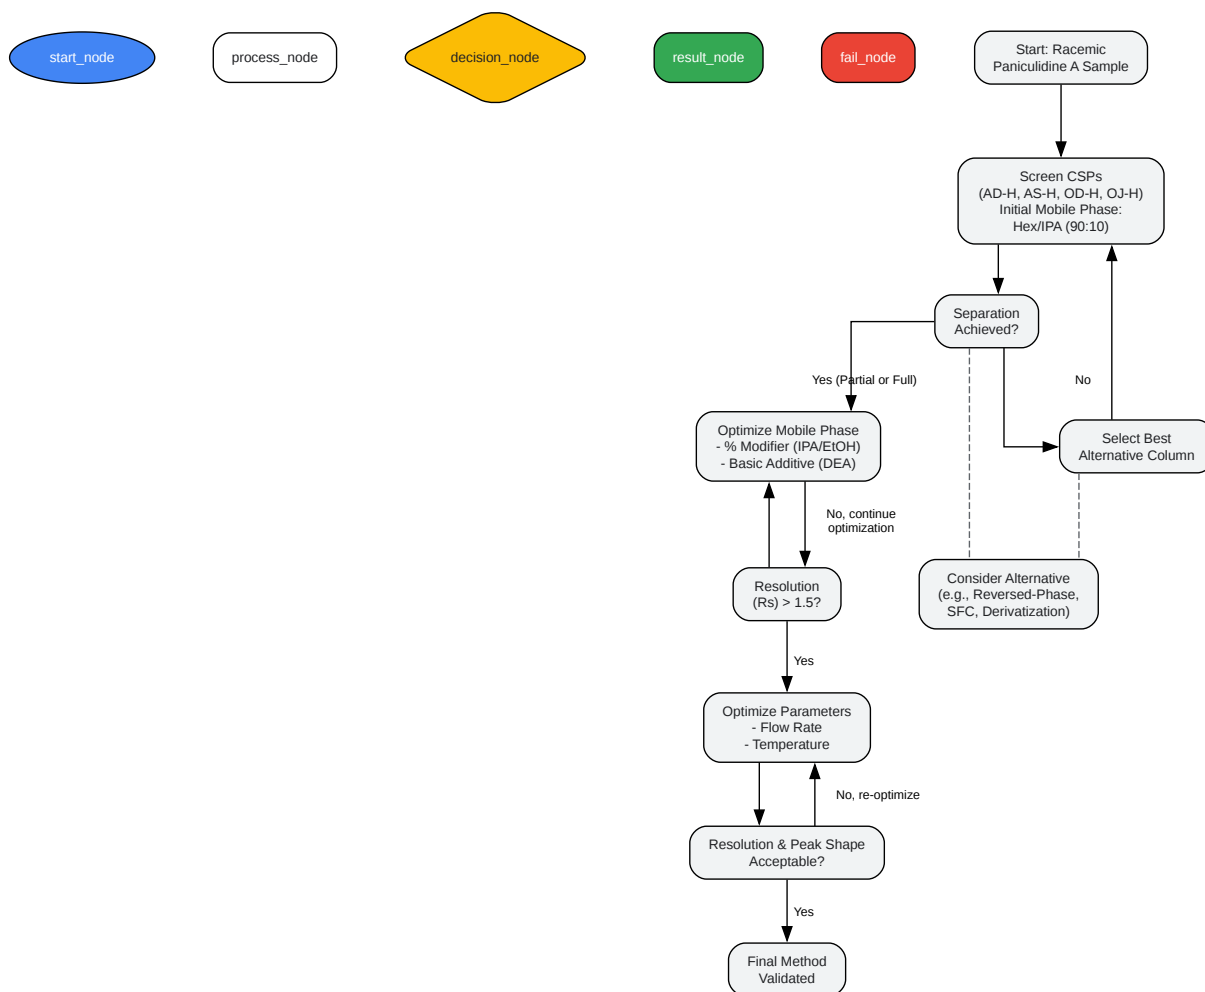 start_node
process_node
decision_node
result_node
fail_node
Start: Racemic
Paniculidine A Sample
Screen CSPs
(AD-H, AS-H, OD-H, OJ-H)
Initial Mobile Phase:
Hex/IPA (90:10)
Separation
Achieved?
Yes (Partial or Full)
No
Optimize Mobile Phase
- % Modifier (IPA/EtOH)
- Basic Additive (DEA)
Select Best
Alternative Column
No, continue
optimization
Resolution
(Rs) > 1.5?
Consider Alternative
(e.g., Reversed-Phase,
SFC, Derivatization)
Yes
Optimize Parameters
- Flow Rate
- Temperature
No, re-optimize
Resolution & Peak Shape
Acceptable?
Yes
Final Method
Validated